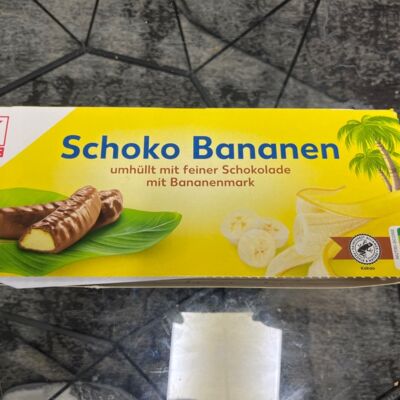 Schoko Bananen
umhüllt mit feiner Schokolade
mit Bananenmark
Kakao